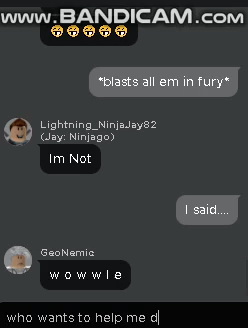 www.BANDICAM.com
😁😁😁😁😁
*blasts all em in fury*
Lightning_NinjaJay82
(Jay: Ninjago)
Im Not
I said....
GeoNemic
w o w w l e
who wants to help me d